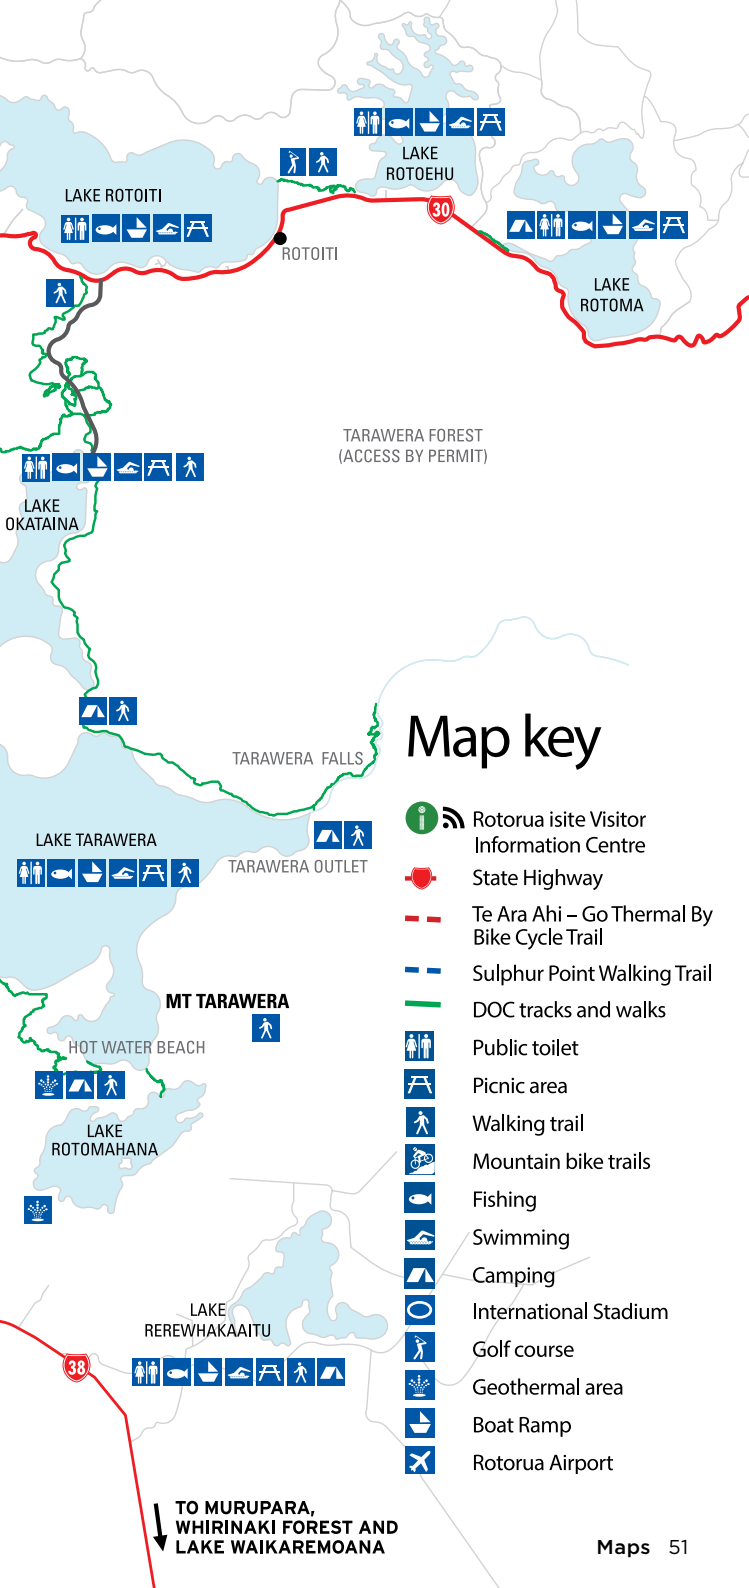 LAKE
ROTOEHU
LAKE ROTOITI
30
ROTOITI
LAKE
ROTOMA
TARAWERA FOREST
(ACCESS BY PERMIT)
LAKE
OKATAINA
TARAWERA FALLS
LAKE TARAWERA
TARAWERA OUTLET
MT TARAWERA
HOT WATER BEACH
LAKE
ROTOMAHANA
LAKE
REREWHAKAAITU
38
TO MURUPARA,
WHIRINAKI FOREST AND
LAKE WAIKAREMOANA
Map key
i
Rotorua isite Visitor
Information Centre
State Highway
Te Ara Ahi – Go Thermal By
Bike Cycle Trail
Sulphur Point Walking Trail
DOC tracks and walks
Public toilet
Picnic area
Walking trail
Mountain bike trails
Fishing
Swimming
Camping
International Stadium
Golf course
Geothermal area
Boat Ramp
Rotorua Airport
Maps 51